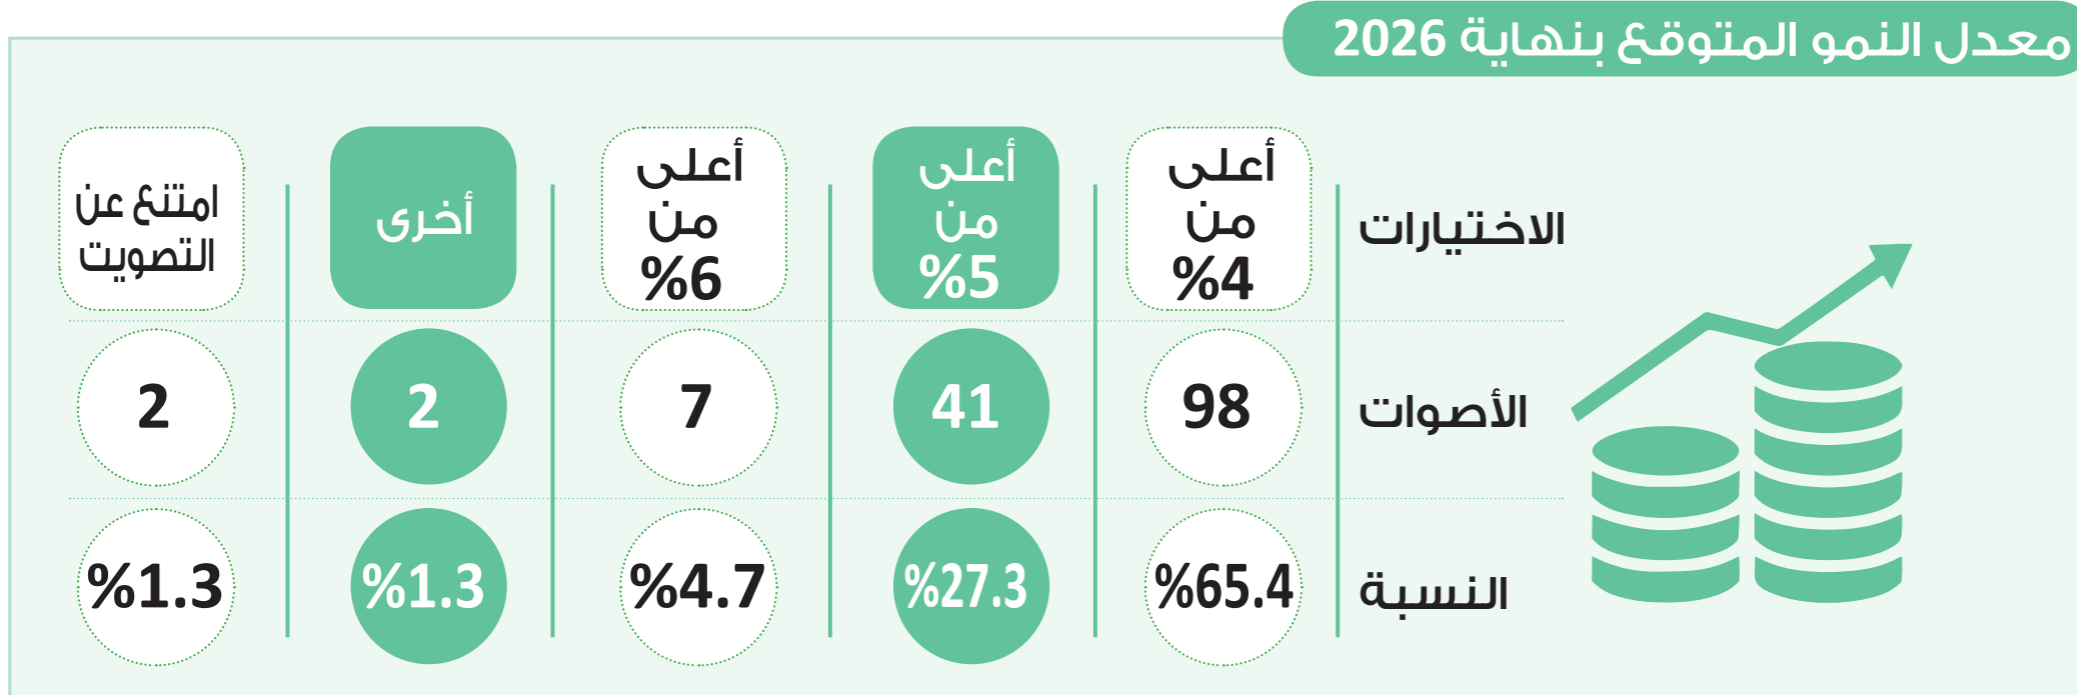 معدل النمو المتوقع بنهاية 2026
الاختيارات
أعلى
من
%4
أعلى
من
%5
أعلى
من
%6
أخرى
امتنع عن
التصويت
الأصوات
98
41
7
2
2
النسبة
%65.4
%27.3
%4.7
%1.3
%1.3